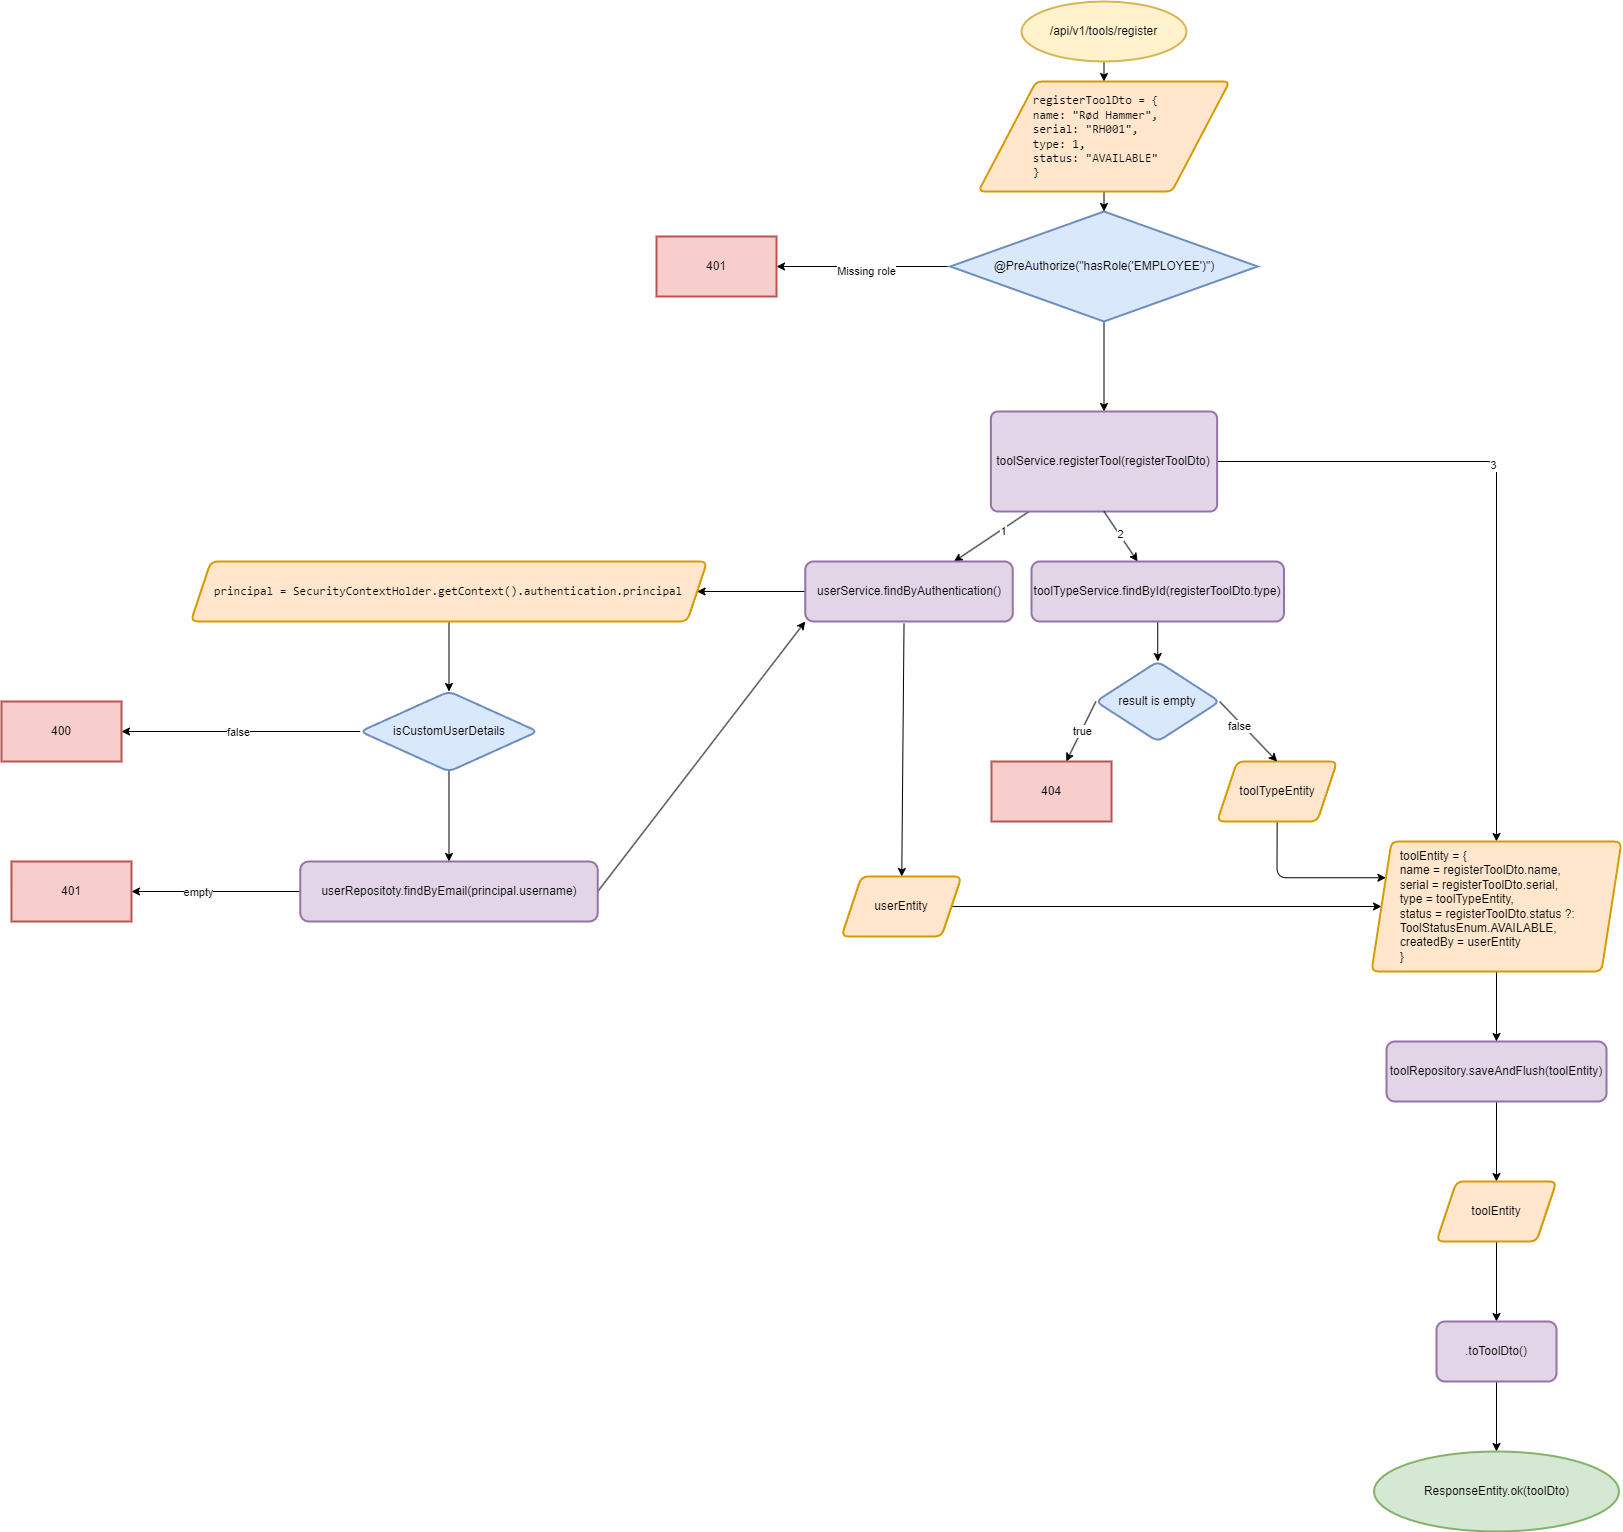 /api/v1/tools/register
registerToolDto = {
name: "Rød Hammer",
serial: "RH001",
type: 1,
status: "AVAILABLE"
}
@PreAuthorize("hasRole('EMPLOYEE')")
Missing role
401
toolService.registerTool(registerToolDto)
3
1
2
userService.findByAuthentication()
toolTypeService.findById(registerToolDto.type)
principal = SecurityContextHolder.getContext().authentication.principal
isCustomUserDetails
false
400
userRepositoty.findByEmail(principal.username)
empty
401
result is empty
true
false
404
toolTypeEntity
userEntity
toolEntity = {
name = registerToolDto.name,
serial = registerToolDto.serial,
type = toolTypeEntity,
status = registerToolDto.status ?:
ToolStatusEnum.AVAILABLE,
createdBy = userEntity
}
toolRepository.saveAndFlush(toolEntity)
toolEntity
.toToolDto()
ResponseEntity.ok(toolDto)